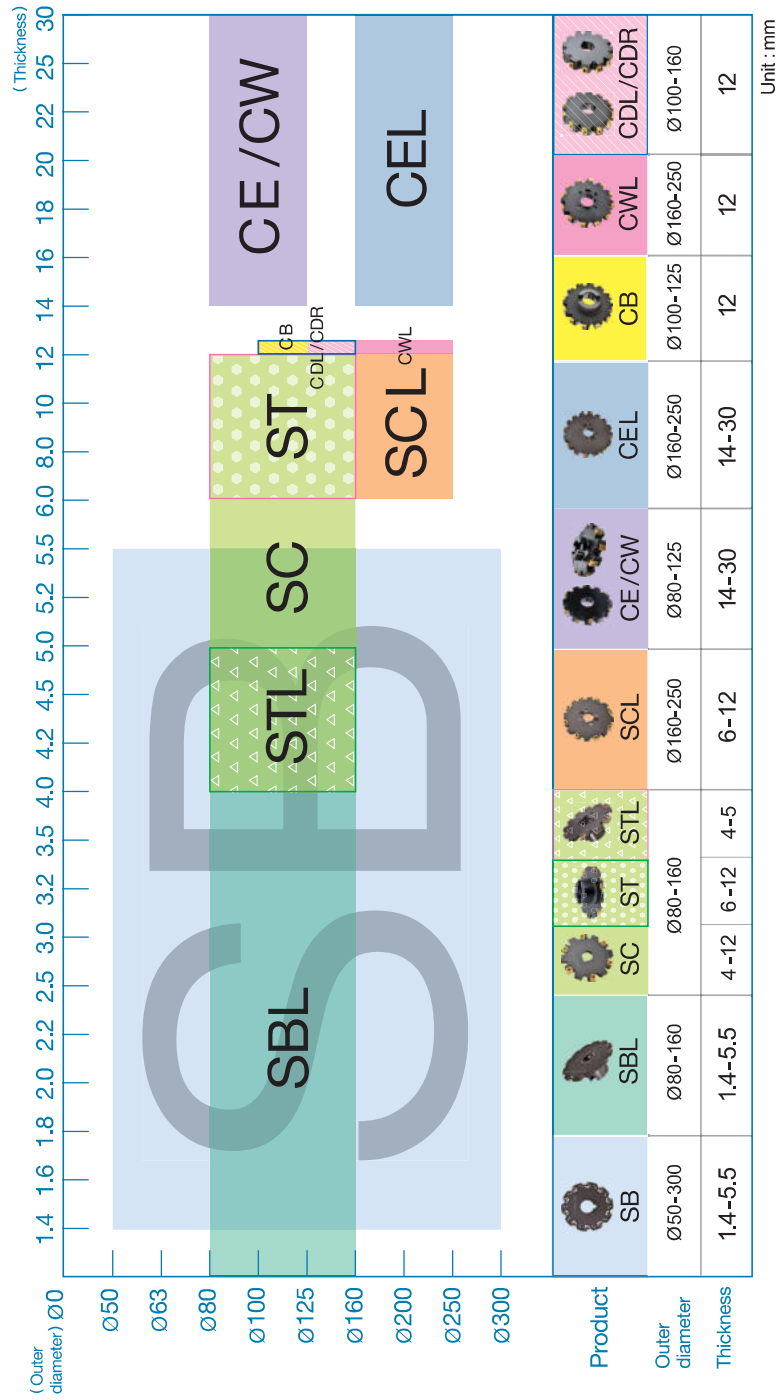 (Thickness)
1.4 1.6 1.8 2.0 2.2 2.5 3.0 3.2 3.5 4.0 4.2 4.5 5.0 5.2 5.5 6.0 8.0 10 12 14 16 18 20 22 25 30
(Outer
diameter) Ø0
Ø50
Ø63
Ø80
Ø100
Ø125
Ø160
Ø200
Ø250
Ø300
SB
SBL
STL
SC
ST
CB
CDL/CDR
SCL
CWL
CE/CW
CEL
Product SB SBL SC ST STL SCL CE/CW CEL CB CWL CDL/CDR
Outer
diameter Ø50-300 Ø80-160 Ø80-160 Ø160-250 Ø80-125 Ø160-250 Ø100-125 Ø160-250 Ø100-160
Thickness 1.4-5.5 1.4-5.5 4-12 6-12 4-5 6-12 14-30 14-30 12 12 12
Unit : mm